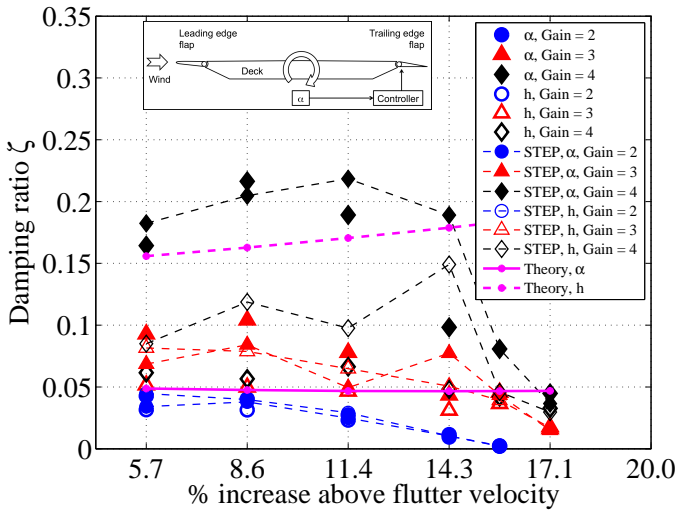 0.35
0.3
0.25
0.2
0.15
0.1
0.05
0
Damping ratio ζ
5.7 8.6 11.4 14.3 17.1 20.0
% increase above flutter velocity
Leading edge
flap
Trailing edge
flap
Wind
Deck
α
Controller
α, Gain = 2
α, Gain = 3
α, Gain = 4
h, Gain = 2
h, Gain = 3
h, Gain = 4
STEP, α, Gain = 2
STEP, α, Gain = 3
STEP, α, Gain = 4
STEP, h, Gain = 2
STEP, h, Gain = 3
STEP, h, Gain = 4
Theory, α
Theory, h